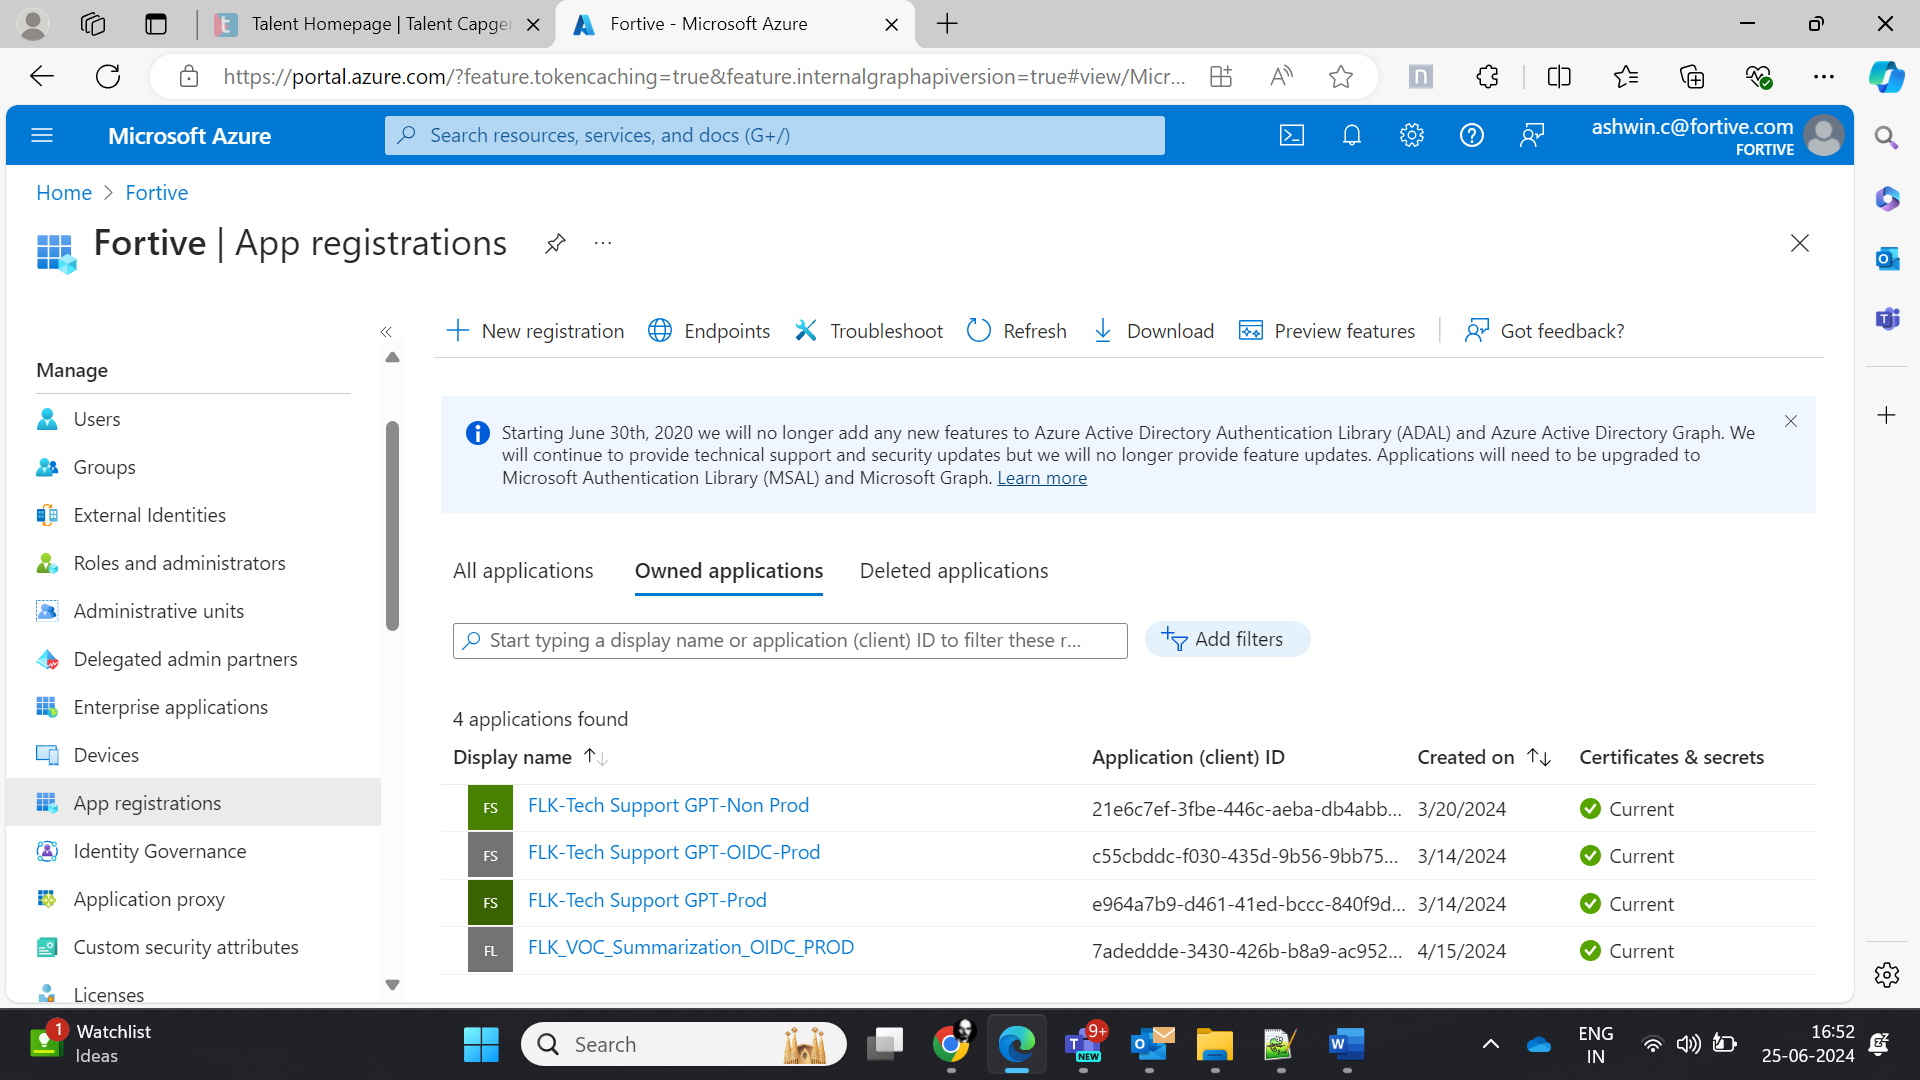 Talent Homepage | Talent Capger
Fortive - Microsoft Azure
https://portal.azure.com/?feature.tokencaching=true&feature.internalgraphapiversion=true#view/Micr...
Microsoft Azure
Search resources, services, and docs (G+/)
ashwin.c@fortive.com
FORTIVE
Home > Fortive
Fortive | App registrations
New registration
Endpoints
Troubleshoot
Refresh
Download
Preview features
Got feedback?
Manage
Users
Groups
External Identities
Roles and administrators
Administrative units
Delegated admin partners
Enterprise applications
Devices
App registrations
Identity Governance
Application proxy
Custom security attributes
Licenses
Starting June 30th, 2020 we will no longer add any new features to Azure Active Directory Authentication Library (ADAL) and Azure Active Directory Graph. We
will continue to provide technical support and security updates but we will no longer provide feature updates. Applications will need to be upgraded to
Microsoft Authentication Library (MSAL) and Microsoft Graph. Learn more
All applications
Owned applications
Deleted applications
Start typing a display name or application (client) ID to filter these r...
Add filters
4 applications found
Display name
Application (client) ID
Created on
Certificates & secrets
FS FLK-Tech Support GPT-Non Prod 21e6c7ef-3fbe-446c-aeba-db4abb... 3/20/2024 Current
FS FLK-Tech Support GPT-OIDC-Prod c55cbddc-f030-435d-9b56-9bb75... 3/14/2024 Current
FS FLK-Tech Support GPT-Prod e964a7b9-d461-41ed-bccc-840f9d... 3/14/2024 Current
FL FLK_VOC_Summarization_OIDC_PROD 7adeddde-3430-426b-b8a9-ac952... 4/15/2024 Current
1
Watchlist
Ideas
Search
9+
NEW
ENG
IN
16:52
25-06-2024